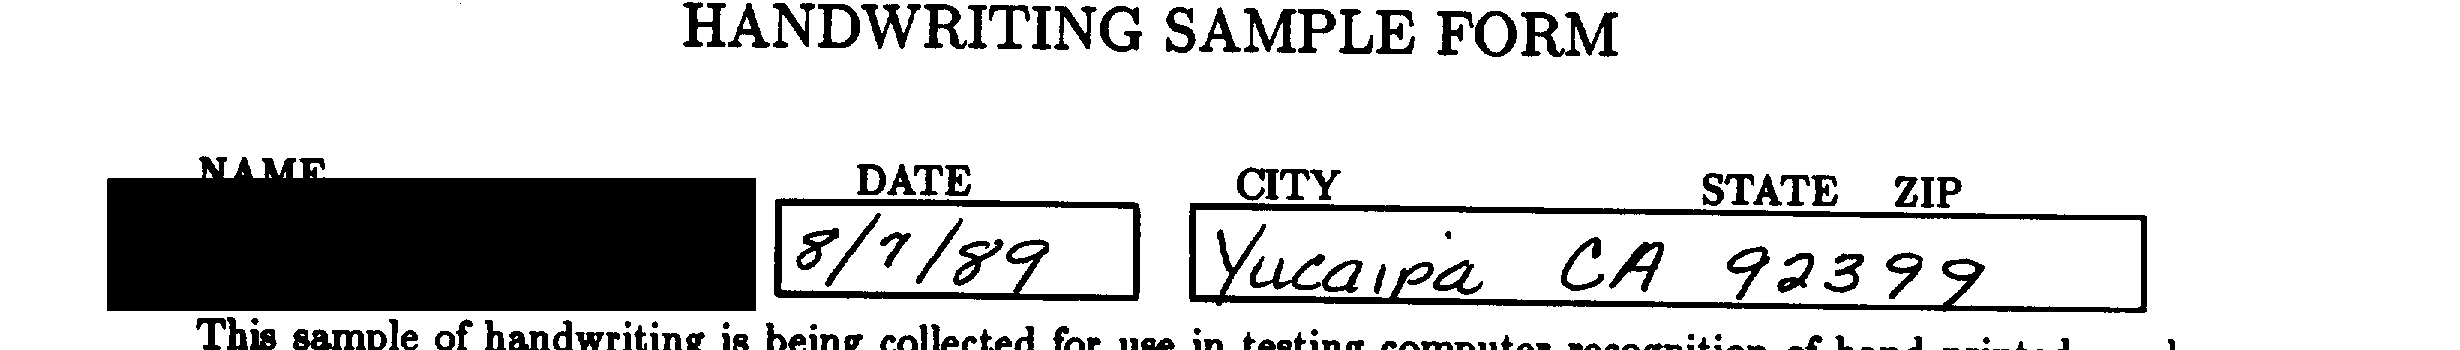 HANDWRITING SAMPLE FORM
NAME DATE CITY STATE ZIP
8/7/89 Yucaipa CA 92399
This sample of handwriting is being collected for use in testing computer recognition of hand printed